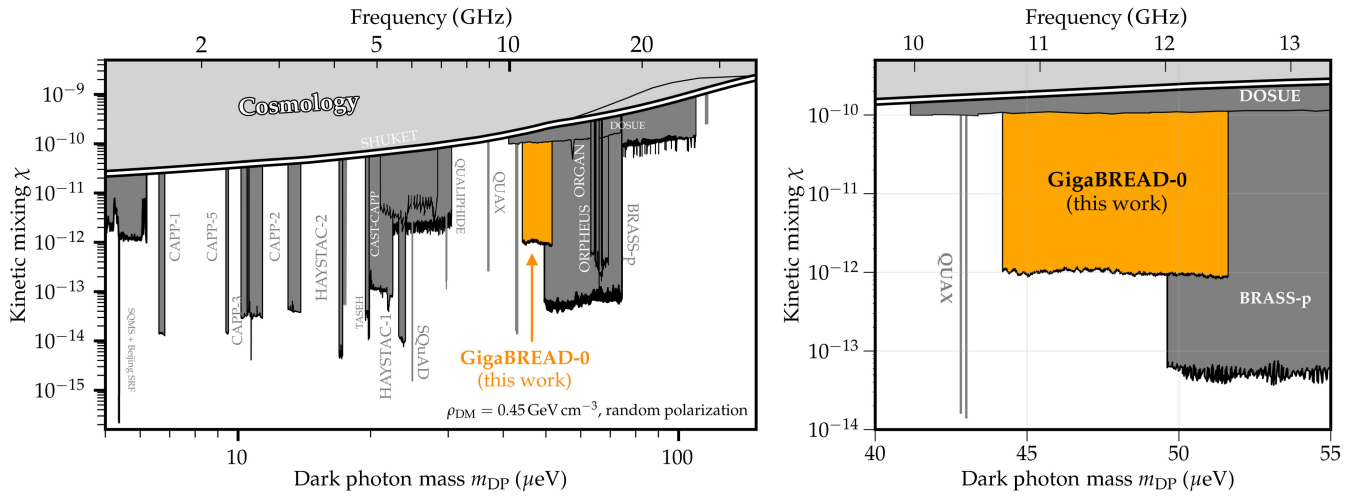 Frequency (GHz)
2
5
10
20
Kinetic mixing χ
10⁻⁹
10⁻¹⁰
10⁻¹¹
10⁻¹²
10⁻¹³
10⁻¹⁴
10⁻¹⁵
Cosmology
SHUKET
DOSUE
SQMS + Beijing SRF
CAPP-1
CAPP-5
CAPP-3
CAPP-2
HAYSTAC-2
TASEH
CAST-CAPP
HAYSTAC-1
SQuAD
QUALIPHIDE
QUAX
ORPHEUS
ORGAN
BRASS-p
GigaBREAD-0
(this work)
ρDM = 0.45 GeV cm⁻³, random polarization
10
100
Dark photon mass mDP (μeV)
Frequency (GHz)
10
11
12
13
Kinetic mixing χ
10⁻¹⁰
10⁻¹¹
10⁻¹²
10⁻¹³
10⁻¹⁴
DOSUE
GigaBREAD-0
(this work)
QUAX
BRASS-p
40
45
50
55
Dark photon mass mDP (μeV)